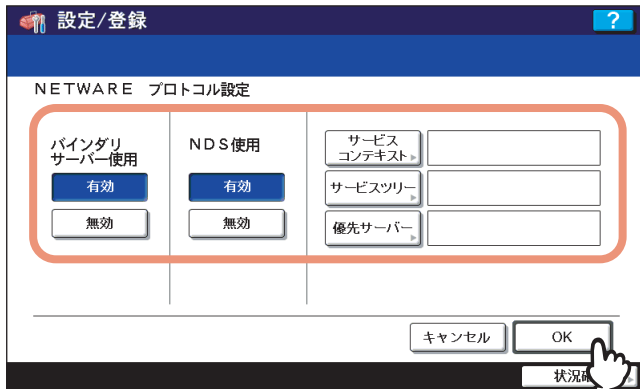 設定/登録
?
NETWARE プロトコル設定
バインダリ
サーバー使用
有効
無効
NDS使用
有効
無効
サービス
コンテキスト
サービスツリー
優先サーバー
キャンセル
OK
状況